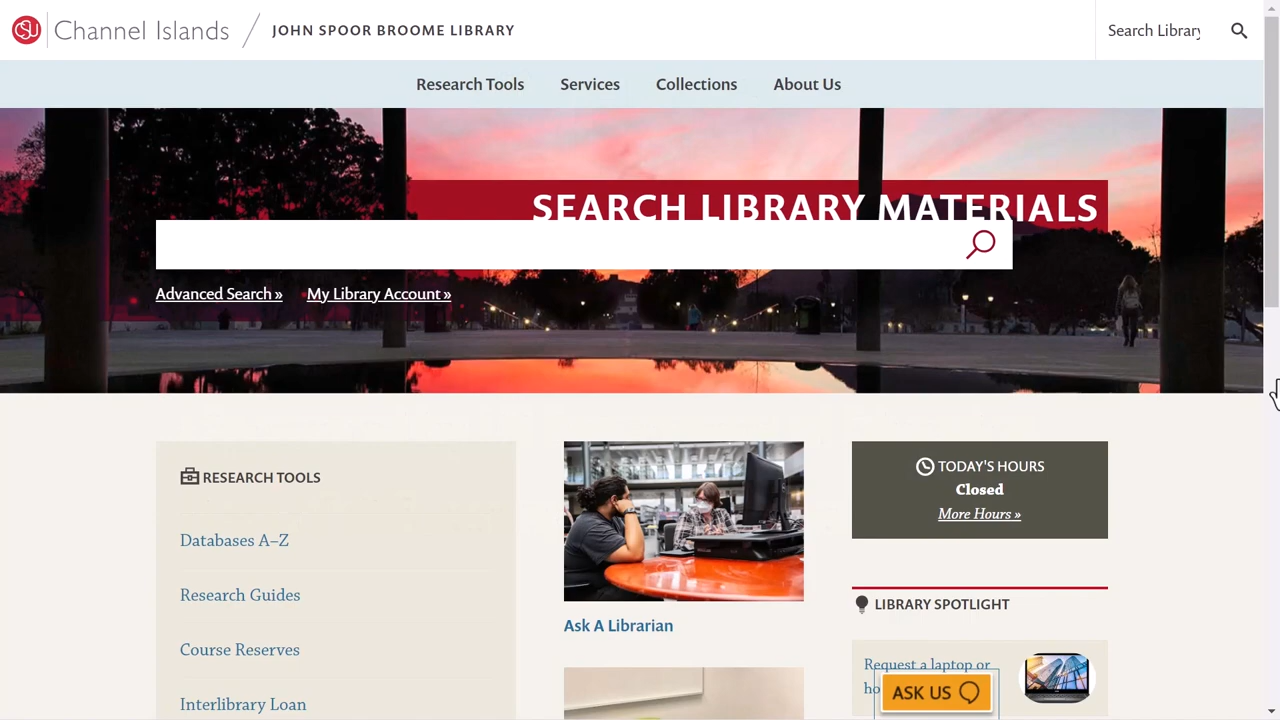 CSU Channel Islands JOHN SPOOR BROOME LIBRARY
Search Library
Research Tools Services Collections About Us
SEARCH LIBRARY MATERIALS
Advanced Search » My Library Account »
RESEARCH TOOLS
Databases A–Z
Research Guides
Course Reserves
Interlibrary Loan
Ask A Librarian
TODAY'S HOURS
Closed
More Hours »
LIBRARY SPOTLIGHT
Request a laptop or
ASK US